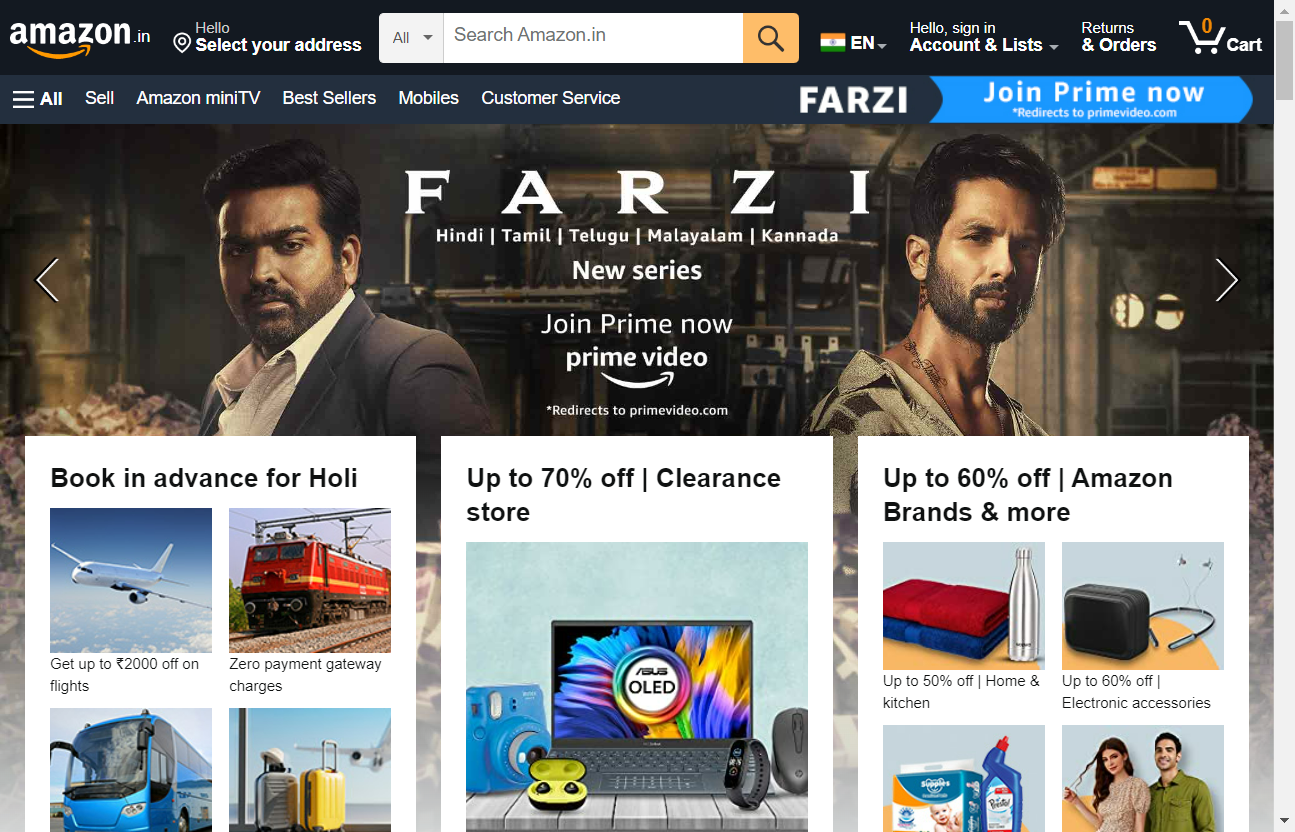 amazon.in
Hello
Select your address
All
Search Amazon.in
EN
Hello, sign in
Account & Lists
Returns
& Orders
0
Cart
All
Sell
Amazon miniTV
Best Sellers
Mobiles
Customer Service
FARZI
Join Prime now
*Redirects to primevideo.com
FARZI
Hindi | Tamil | Telugu | Malayalam | Kannada
New series
Join Prime now
prime video
*Redirects to primevideo.com
Book in advance for Holi
Get up to ₹2000 off on
flights
Zero payment gateway
charges
Up to 70% off | Clearance
store
ASUS
OLED
Up to 60% off | Amazon
Brands & more
Up to 50% off | Home &
kitchen
Up to 60% off |
Electronic accessories
Supples
Presto!